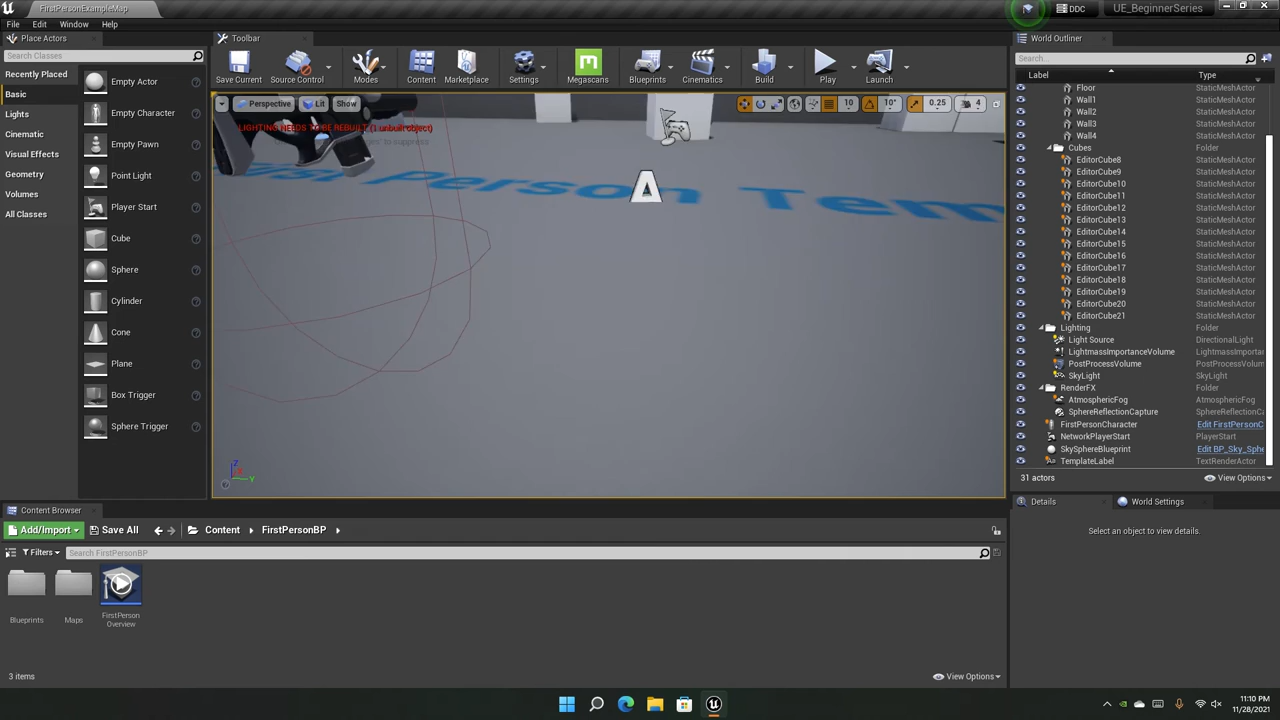 FirstPersonExampleMap
DDC
UE_BeginnerSeries
File Edit Window Help
Place Actors
Search Classes
Recently Placed
Basic
Lights
Cinematic
Visual Effects
Geometry
Volumes
All Classes
Empty Actor
Empty Character
Empty Pawn
Point Light
Player Start
Cube
Sphere
Cylinder
Cone
Plane
Box Trigger
Sphere Trigger
Toolbar
Save Current Source Control Modes Content Marketplace Settings Megascans Blueprints Cinematics Build Play Launch
Perspective Lit Show
10 10° 0.25 4
LIGHTING NEEDS TO BE REBUILT (1 unbuilt object)
to suppress
Person Tem
World Outliner
Search...
Label Type
Floor StaticMeshActor
Wall1 StaticMeshActor
Wall2 StaticMeshActor
Wall3 StaticMeshActor
Wall4 StaticMeshActor
Cubes Folder
EditorCube8 StaticMeshActor
EditorCube9 StaticMeshActor
EditorCube10 StaticMeshActor
EditorCube11 StaticMeshActor
EditorCube12 StaticMeshActor
EditorCube13 StaticMeshActor
EditorCube14 StaticMeshActor
EditorCube15 StaticMeshActor
EditorCube16 StaticMeshActor
EditorCube17 StaticMeshActor
EditorCube18 StaticMeshActor
EditorCube19 StaticMeshActor
EditorCube20 StaticMeshActor
EditorCube21 StaticMeshActor
Lighting Folder
Light Source DirectionalLight
LightmassImportanceVolume LightmassImporta
PostProcessVolume PostProcessVolum
SkyLight SkyLight
RenderFX Folder
AtmosphericFog AtmosphericFog
SphereReflectionCapture SphereReflectionCa
FirstPersonCharacter Edit FirstPersonC
NetworkPlayerStart PlayerStart
SkySphereBlueprint Edit BP_Sky_Sphe
TemplateLabel TextRenderActor
31 actors View Options
Details World Settings
Select an object to view details.
Content Browser
Add/Import Save All Content FirstPersonBP
Filters Search FirstPersonBP
Blueprints
Maps
FirstPerson
Overview
3 items View Options
11:10 PM
11/28/2021